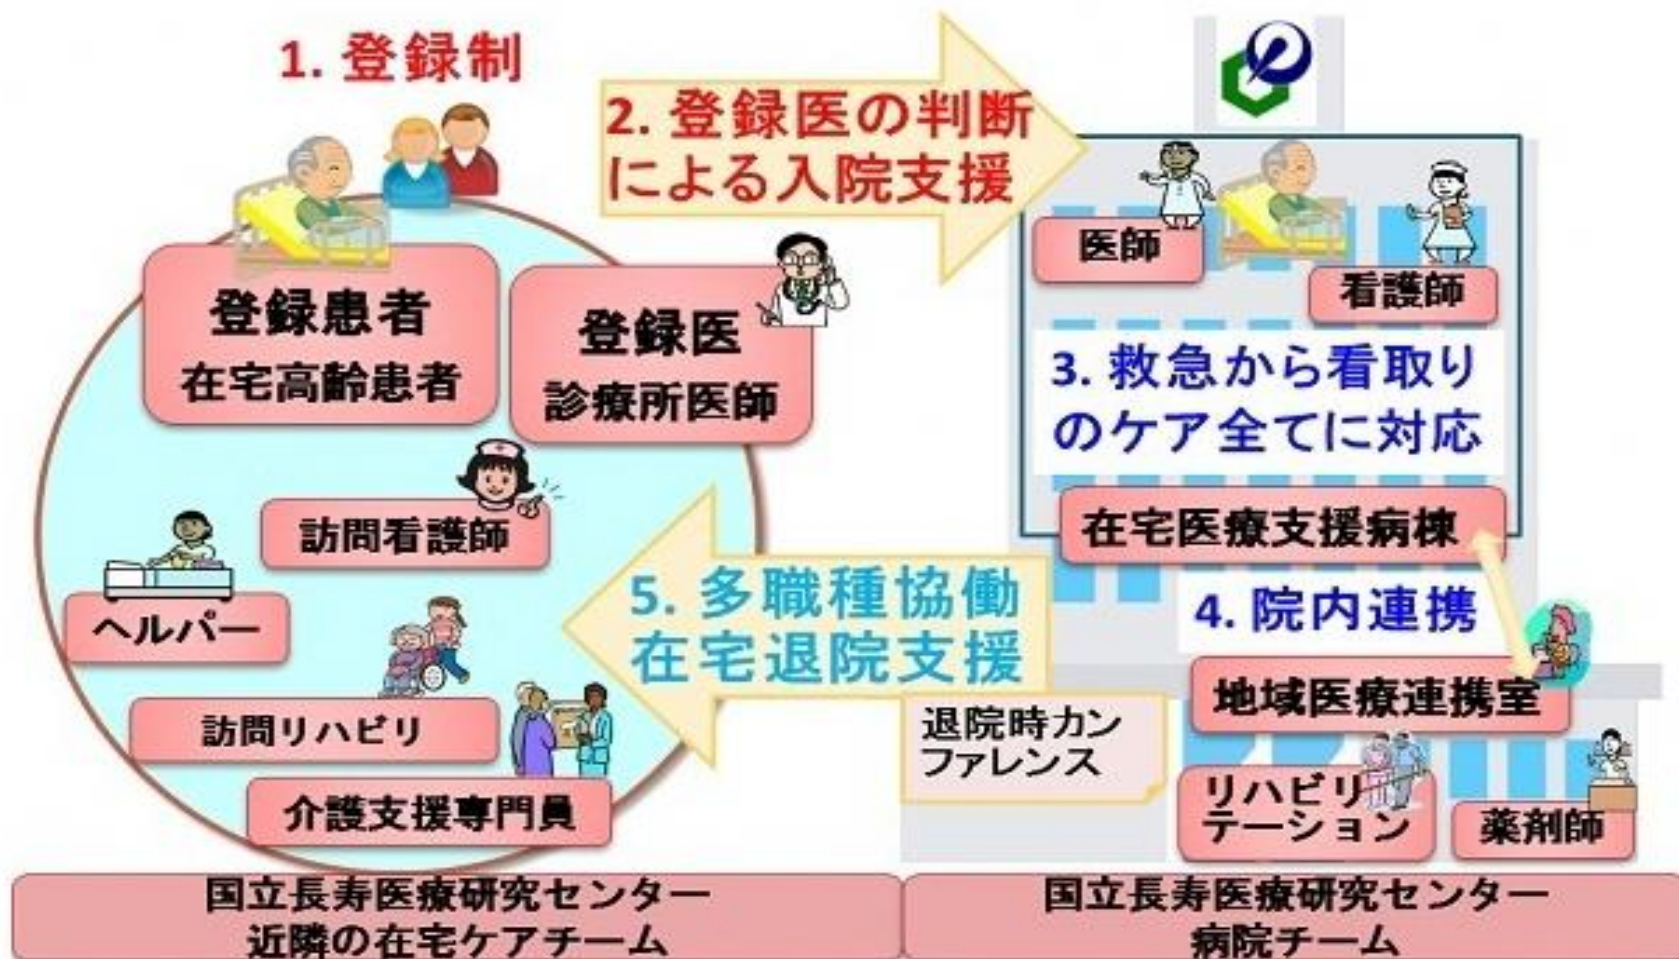 1. 登録制
2. 登録医の判断
による入院支援
登録患者
在宅高齢患者
登録医
診療所医師
訪問看護師
ヘルパー
訪問リハビリ
介護支援専門員
医師
看護師
3. 救急から看取り
のケア全てに対応
在宅医療支援病棟
4. 院内連携
地域医療連携室
5. 多職種協働
在宅退院支援
退院時カン
ファレンス
リハビリ
テーション
薬剤師
国立長寿医療研究センター
近隣の在宅ケアチーム
国立長寿医療研究センター
病院チーム